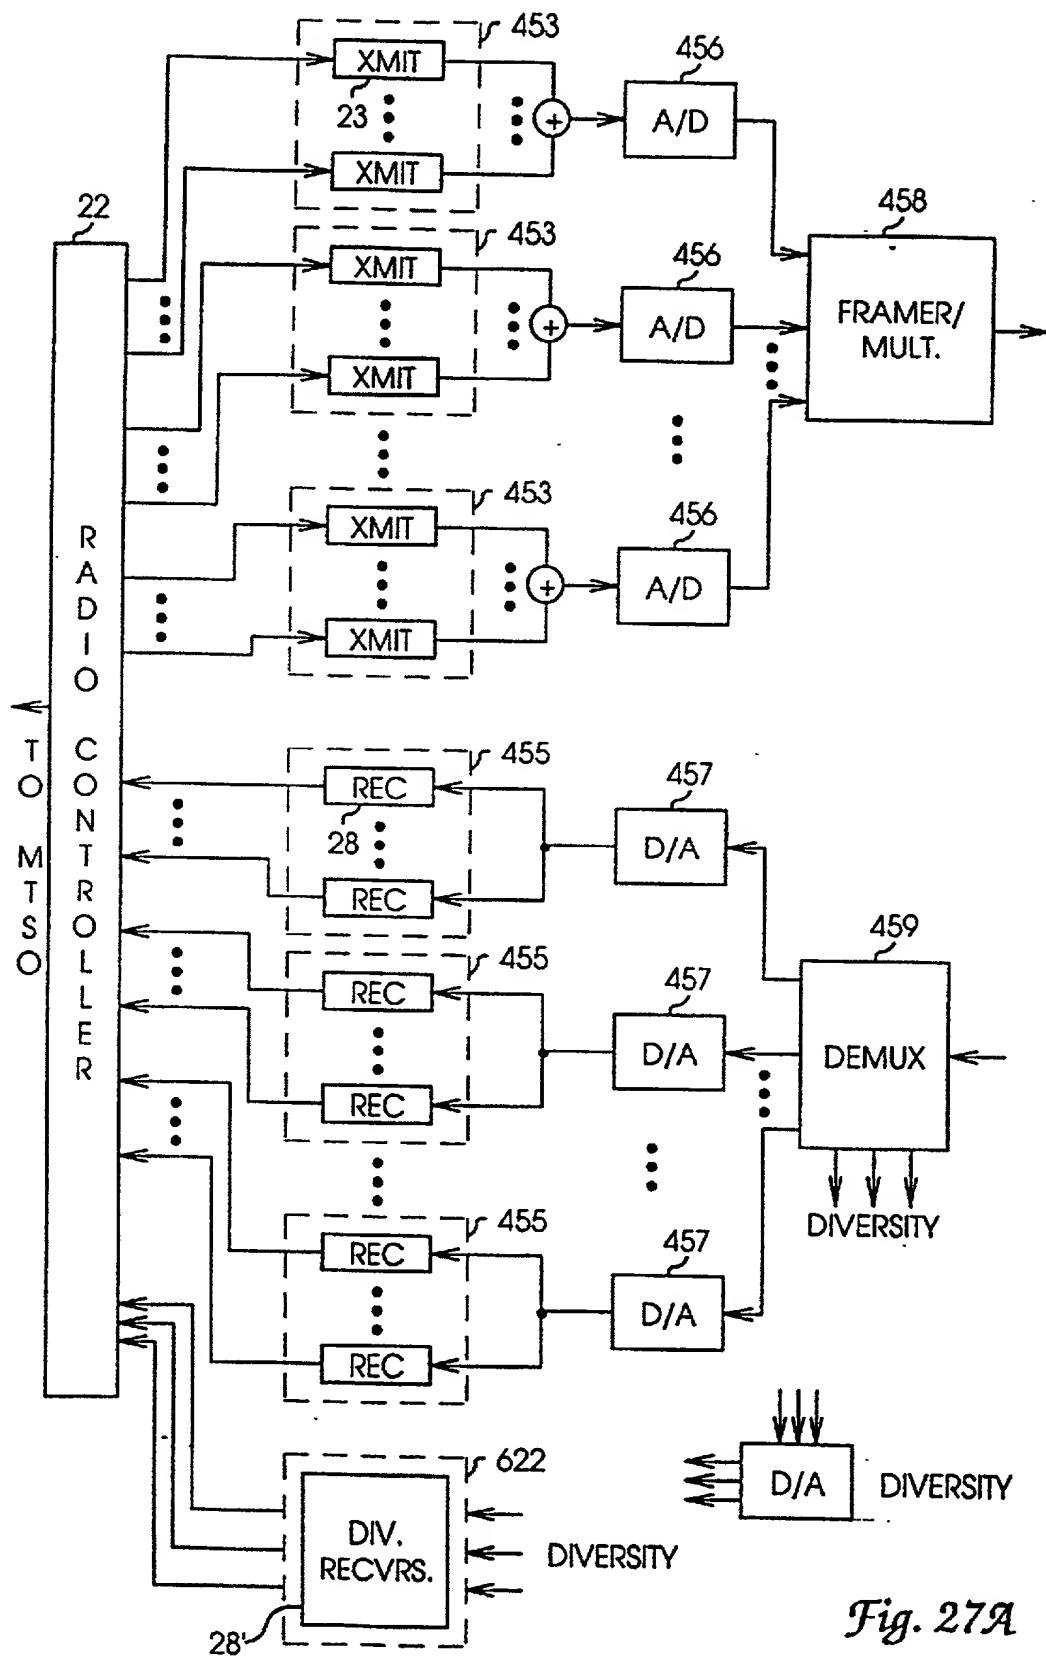 453
XMIT
23
XMIT
+
456
A/D
22
453
XMIT
XMIT
+
456
A/D
458
FRAMER/
MULT.
453
XMIT
XMIT
+
456
A/D
RADIO CONTROLLER
TO MTSO
455
REC
28
REC
457
D/A
459
DEMUX
455
REC
REC
457
D/A
DIVERSITY
455
REC
REC
457
D/A
622
DIV.
RECVRS.
28'
DIVERSITY
D/A
DIVERSITY
Fig. 27A